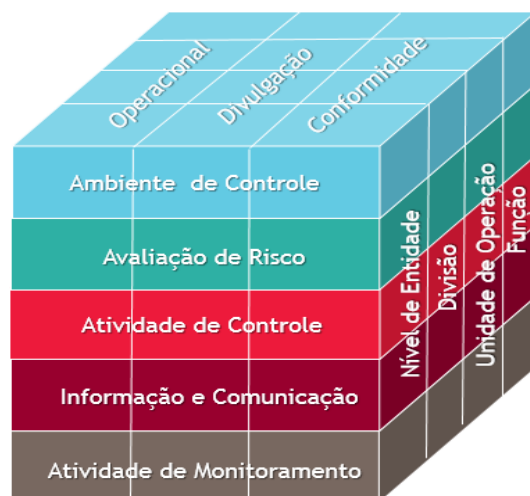 Operacional
Divulgação
Conformidade
Ambiente de Controle
Avaliação de Risco
Atividade de Controle
Informação e Comunicação
Atividade de Monitoramento
Nível de Entidade
Divisão
Unidade de Operação
Função